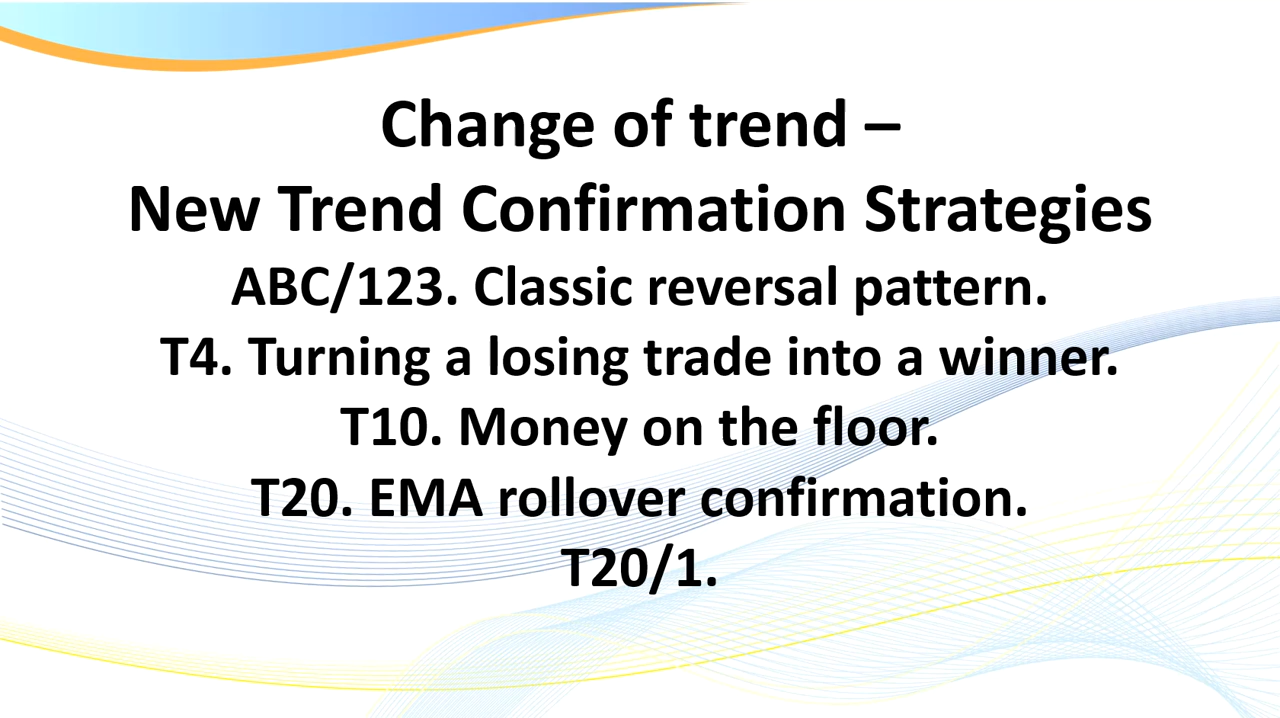 Change of trend –
New Trend Confirmation Strategies
ABC/123. Classic reversal pattern.
T4. Turning a losing trade into a winner.
T10. Money on the floor.
T20. EMA rollover confirmation.
T20/1.